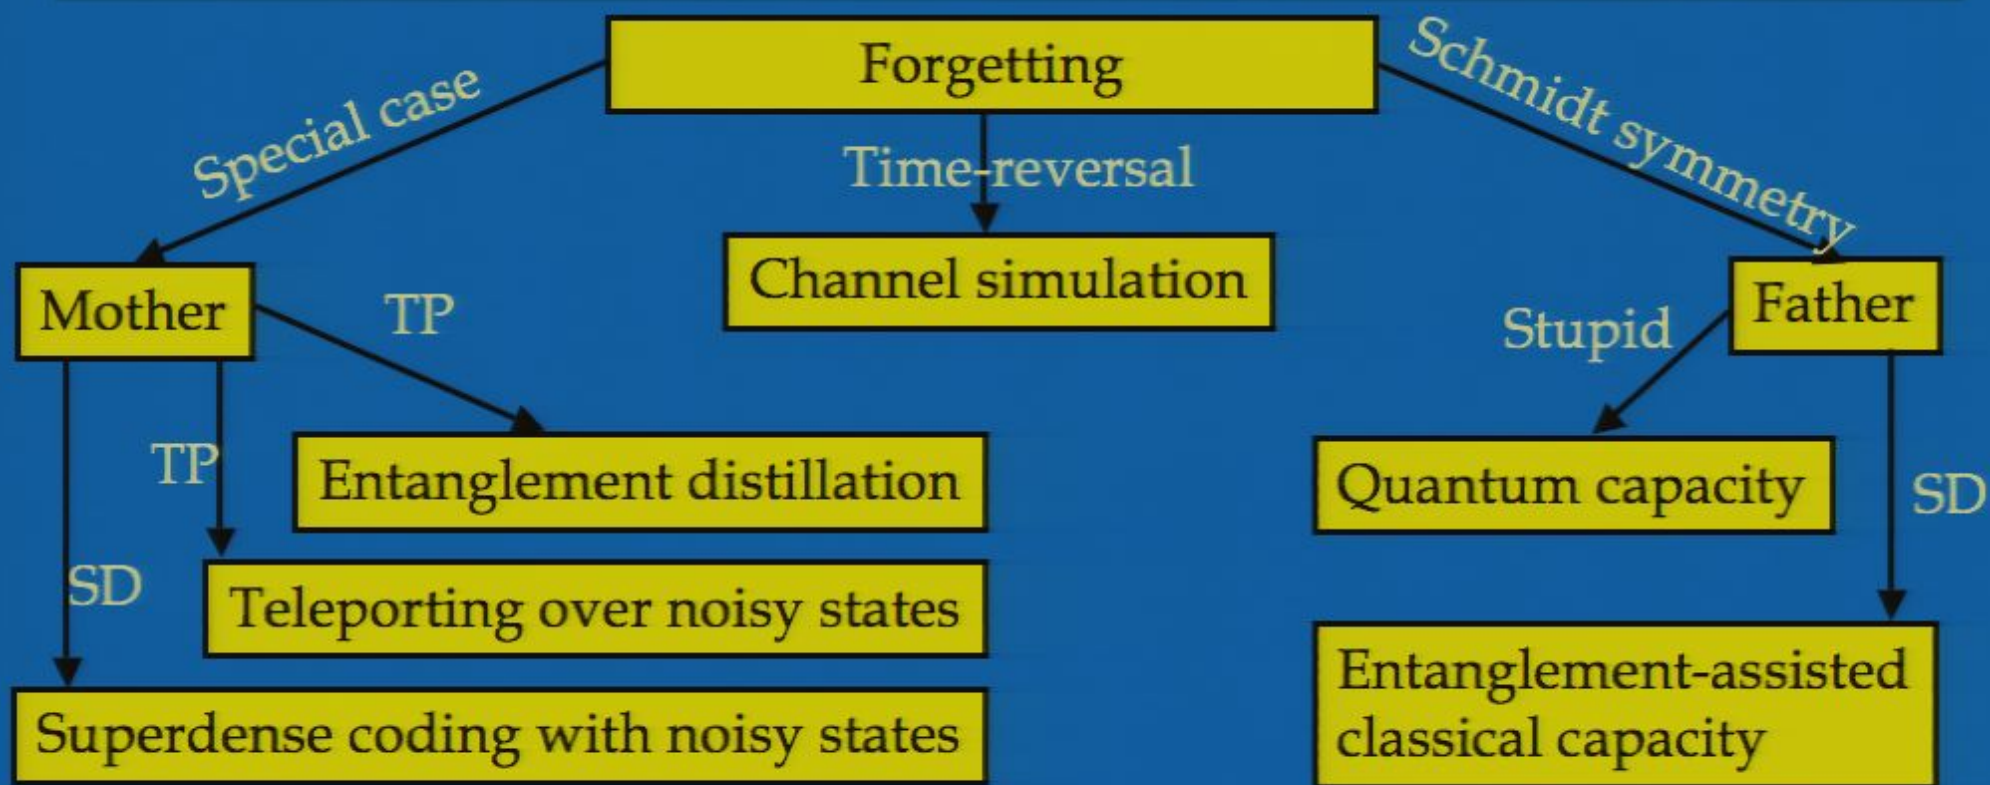 Forgetting
Special case
Time-reversal
Schmidt symmetry
Mother
TP
Channel simulation
Stupid
Father
TP
Entanglement distillation
Quantum capacity
SD
SD
Teleporting over noisy states
Entanglement-assisted
classical capacity
Superdense coding with noisy states